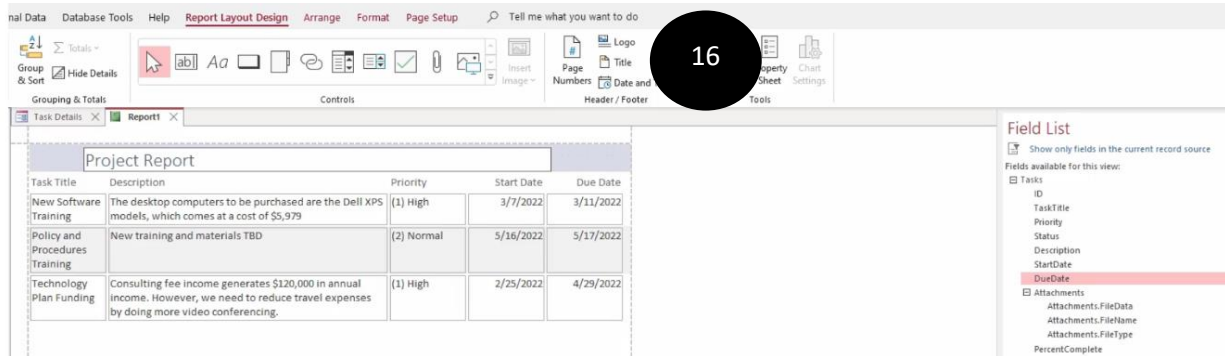 nal Data Database Tools Help Report Layout Design Arrange Format Page Setup Tell me what you want to do
Group & Sort
Totals
Hide Details
Grouping & Totals
ab
Aa
Insert Image
Controls
Page Numbers
Logo
Title
Date and
Header / Footer
16
Sheet
Chart Settings
Tools
Task Details
Report1
Project Report
Task Title Description Priority Start Date Due Date
New Software The desktop computers to be purchased are the Dell XPS (1) High 3/7/2022 3/11/2022
Training models, which comes at a cost of $5,979
Policy and New training and materials TBD (2) Normal 5/16/2022 5/17/2022
Procedures
Training
Technology Consulting fee income generates $120,000 in annual (1) High 2/25/2022 4/29/2022
Plan Funding income. However, we need to reduce travel expenses
by doing more video conferencing.
Field List
Show only fields in the current record source
Fields available for this view:
Tasks
ID
TaskTitle
Priority
Status
Description
StartDate
DueDate
Attachments
Attachments.FileData
Attachments.FileName
Attachments.FileType
PercentComplete